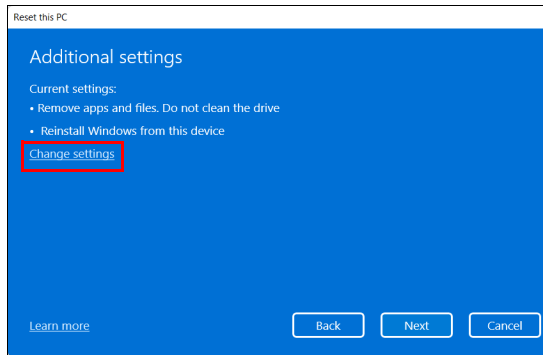 Reset this PC
Additional settings
Current settings:
• Remove apps and files. Do not clean the drive
• Reinstall Windows from this device
Change settings
Learn more
Back
Next
Cancel